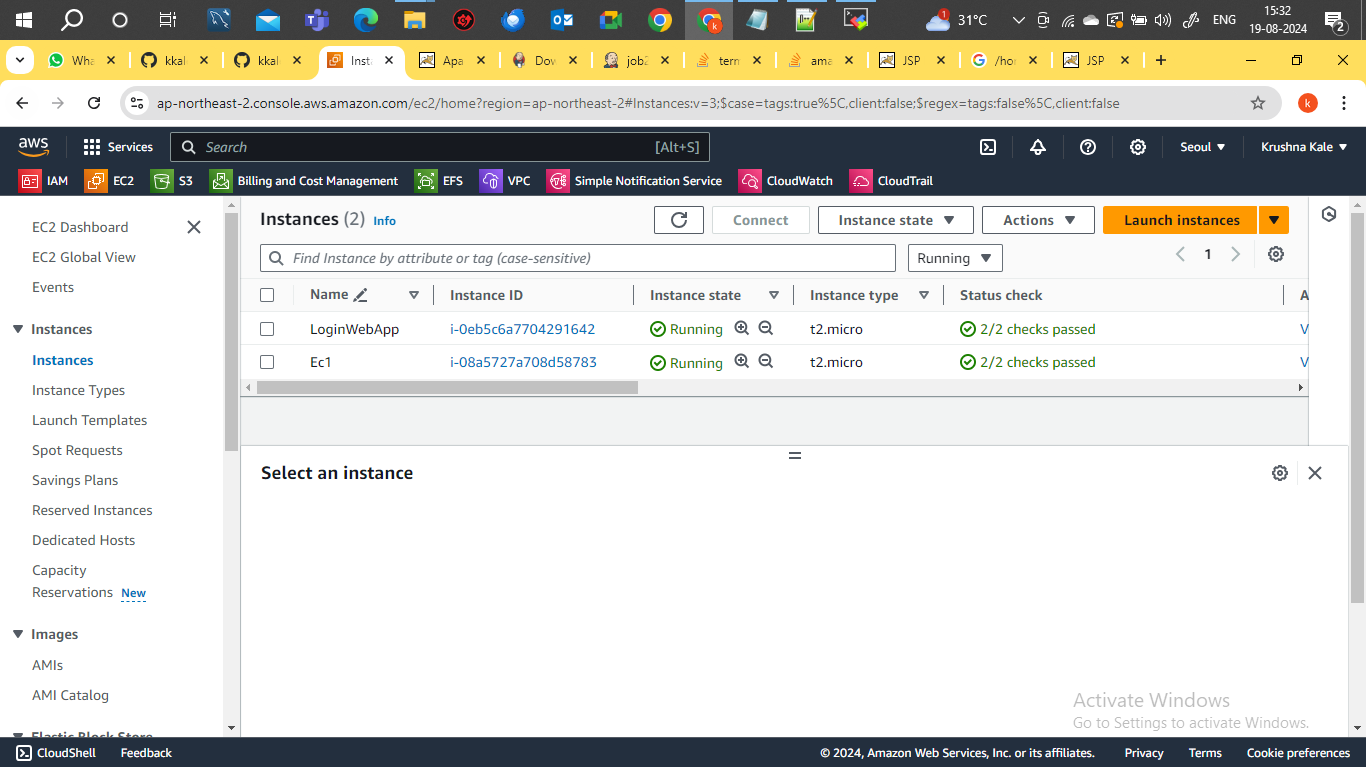 31°C
ENG
15:32
19-08-2024
2
1
Wha
kkal
kkal
Insta
Apa
Dow
job2
tern
ama
JSP
/ho
JSP
ap-northeast-2.console.aws.amazon.com/ec2/home?region=ap-northeast-2#Instances:v=3;$case=tags:true%5C,client:false;$regex=tags:false%5C,client:false
k
aws
Services
Search
[Alt+S]
Seoul
Krushna Kale
IAM
EC2
S3
Billing and Cost Management
EFS
VPC
Simple Notification Service
CloudWatch
CloudTrail
EC2 Dashboard
EC2 Global View
Events
Instances
Instances
Instance Types
Launch Templates
Spot Requests
Savings Plans
Reserved Instances
Dedicated Hosts
Capacity
Reservations New
Images
AMIs
AMI Catalog
Elastic Block Store
Instances (2) Info
Connect
Instance state
Actions
Launch instances
Find Instance by attribute or tag (case-sensitive)
Running
1
Name Instance ID Instance state Instance type Status check A
LoginWebApp i-0eb5c6a7704291642 Running t2.micro 2/2 checks passed V
Ec1 i-08a5727a708d58783 Running t2.micro 2/2 checks passed V
Select an instance
Activate Windows
Go to Settings to activate Windows.
CloudShell
Feedback
© 2024, Amazon Web Services, Inc. or its affiliates.
Privacy
Terms
Cookie preferences